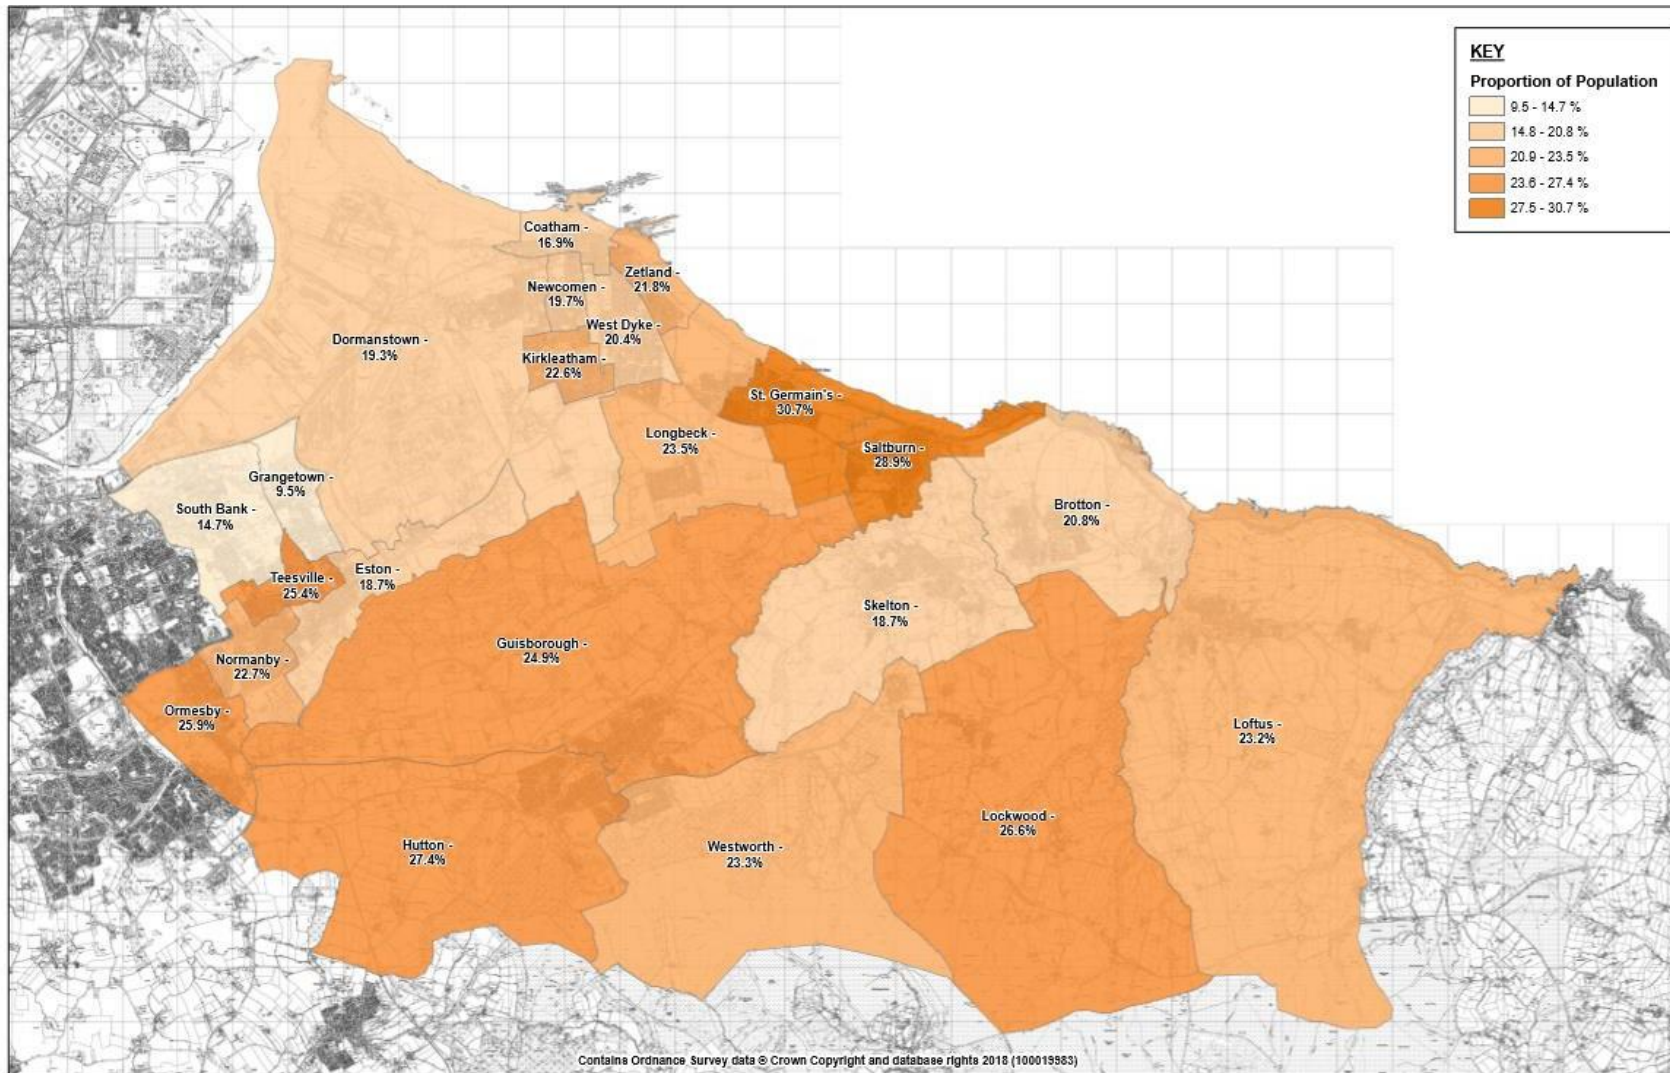 KEY
Proportion of Population
9.5 - 14.7 %
14.8 - 20.8 %
20.9 - 23.5 %
23.6 - 27.4 %
27.5 - 30.7 %
Coatham -
16.9%
Zetland -
21.8%
Newcomen -
19.7%
West Dyke -
20.4%
Dormanstown -
19.3%
Kirkleatham -
22.6%
St. Germain's -
30.7%
Longbeck -
23.5%
Saltburn -
28.9%
Grangetown -
9.5%
South Bank -
14.7%
Brotton -
20.8%
Teesville -
25.4%
Eston -
18.7%
Skelton -
18.7%
Guisborough -
24.9%
Normanby -
22.7%
Ormesby -
25.9%
Loftus -
23.2%
Lockwood -
26.6%
Hutton -
27.4%
Westworth -
23.3%
Contains Ordnance Survey data © Crown Copyright and database rights 2018 (100019983)